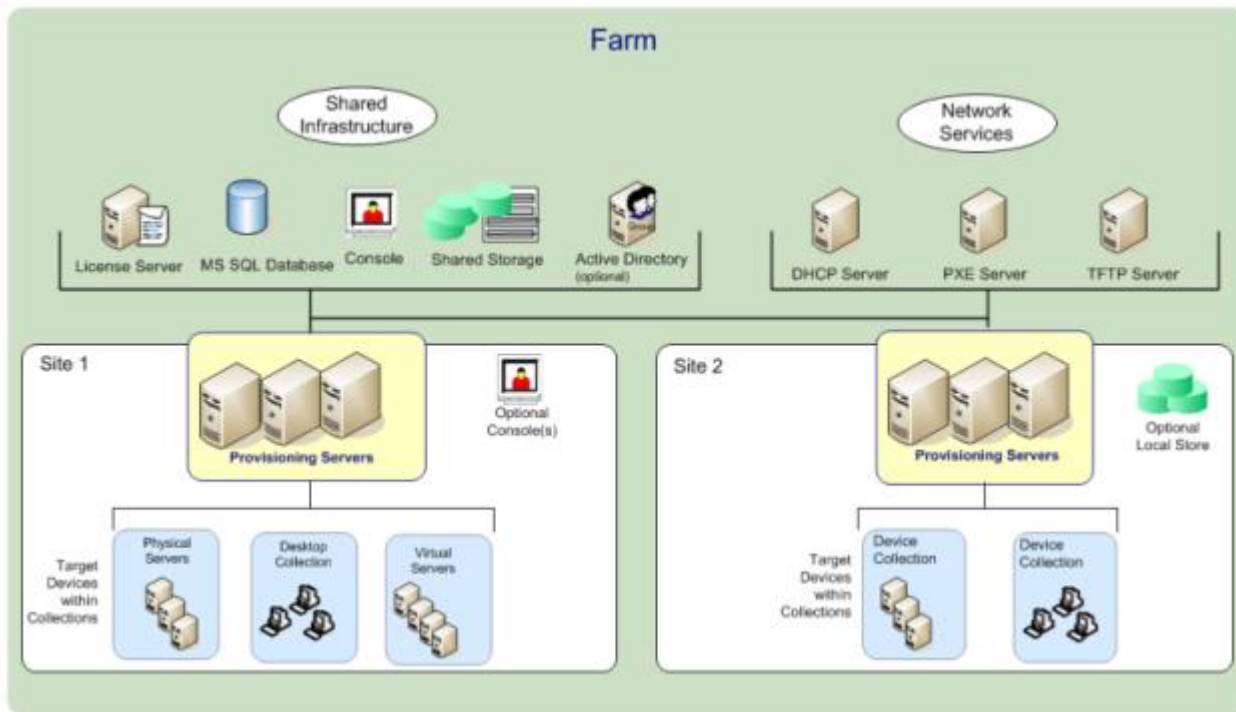 Farm
Shared
Infrastructure
Network
Services
License Server
MS SQL Database
Console
Shared Storage
Group
Active Directory
(optional)
DHCP Server
PXE Server
TFTP Server
Site 1
Provisioning Servers
Optional
Console(s)
Target
Devices
within
Collections
Physical
Servers
Desktop
Collection
Virtual
Servers
Site 2
Provisioning Servers
Optional
Local Store
Target
Devices
within
Collections
Device
Collection
Device
Collection